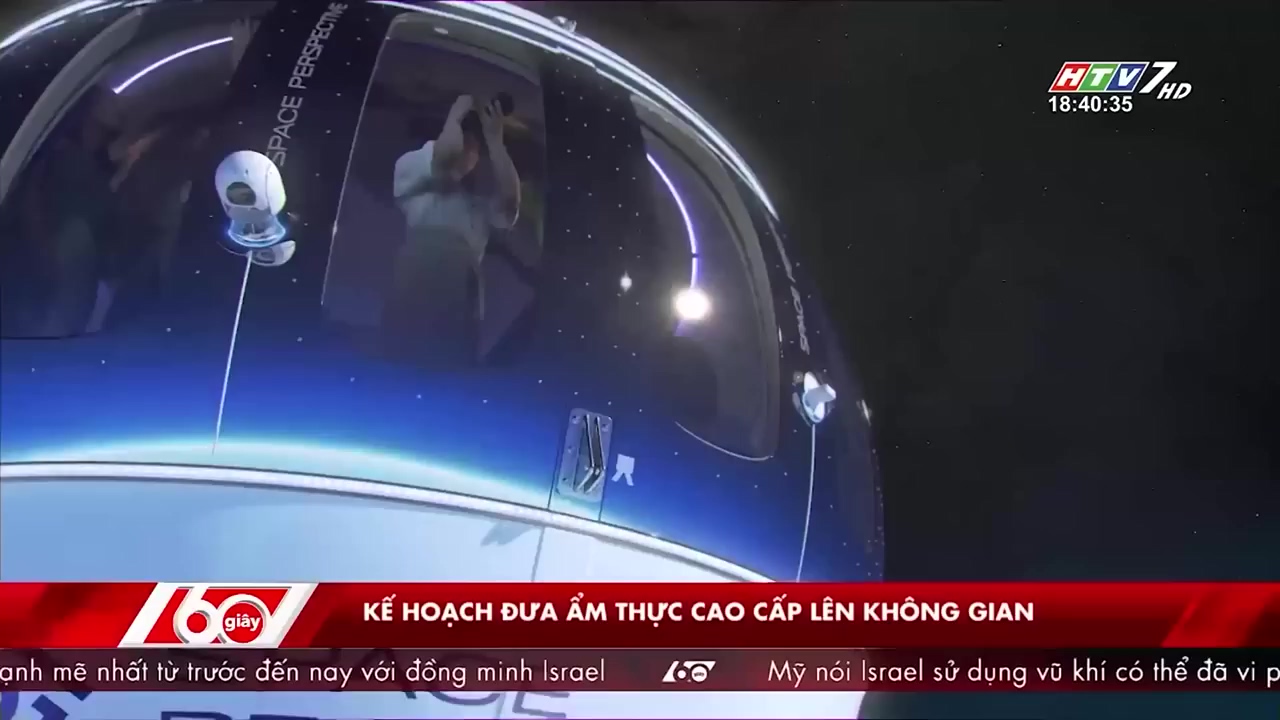 SPACE PERSPECTIVE
HTV7 HD
18:40:35
60 giây
KẾ HOẠCH ĐƯA ẨM THỰC CAO CẤP LÊN KHÔNG GIAN
ạnh mẽ nhất từ trước đến nay với đồng minh Israel
60
Mỹ nói Israel sử dụng vũ khí có thể đã vi p